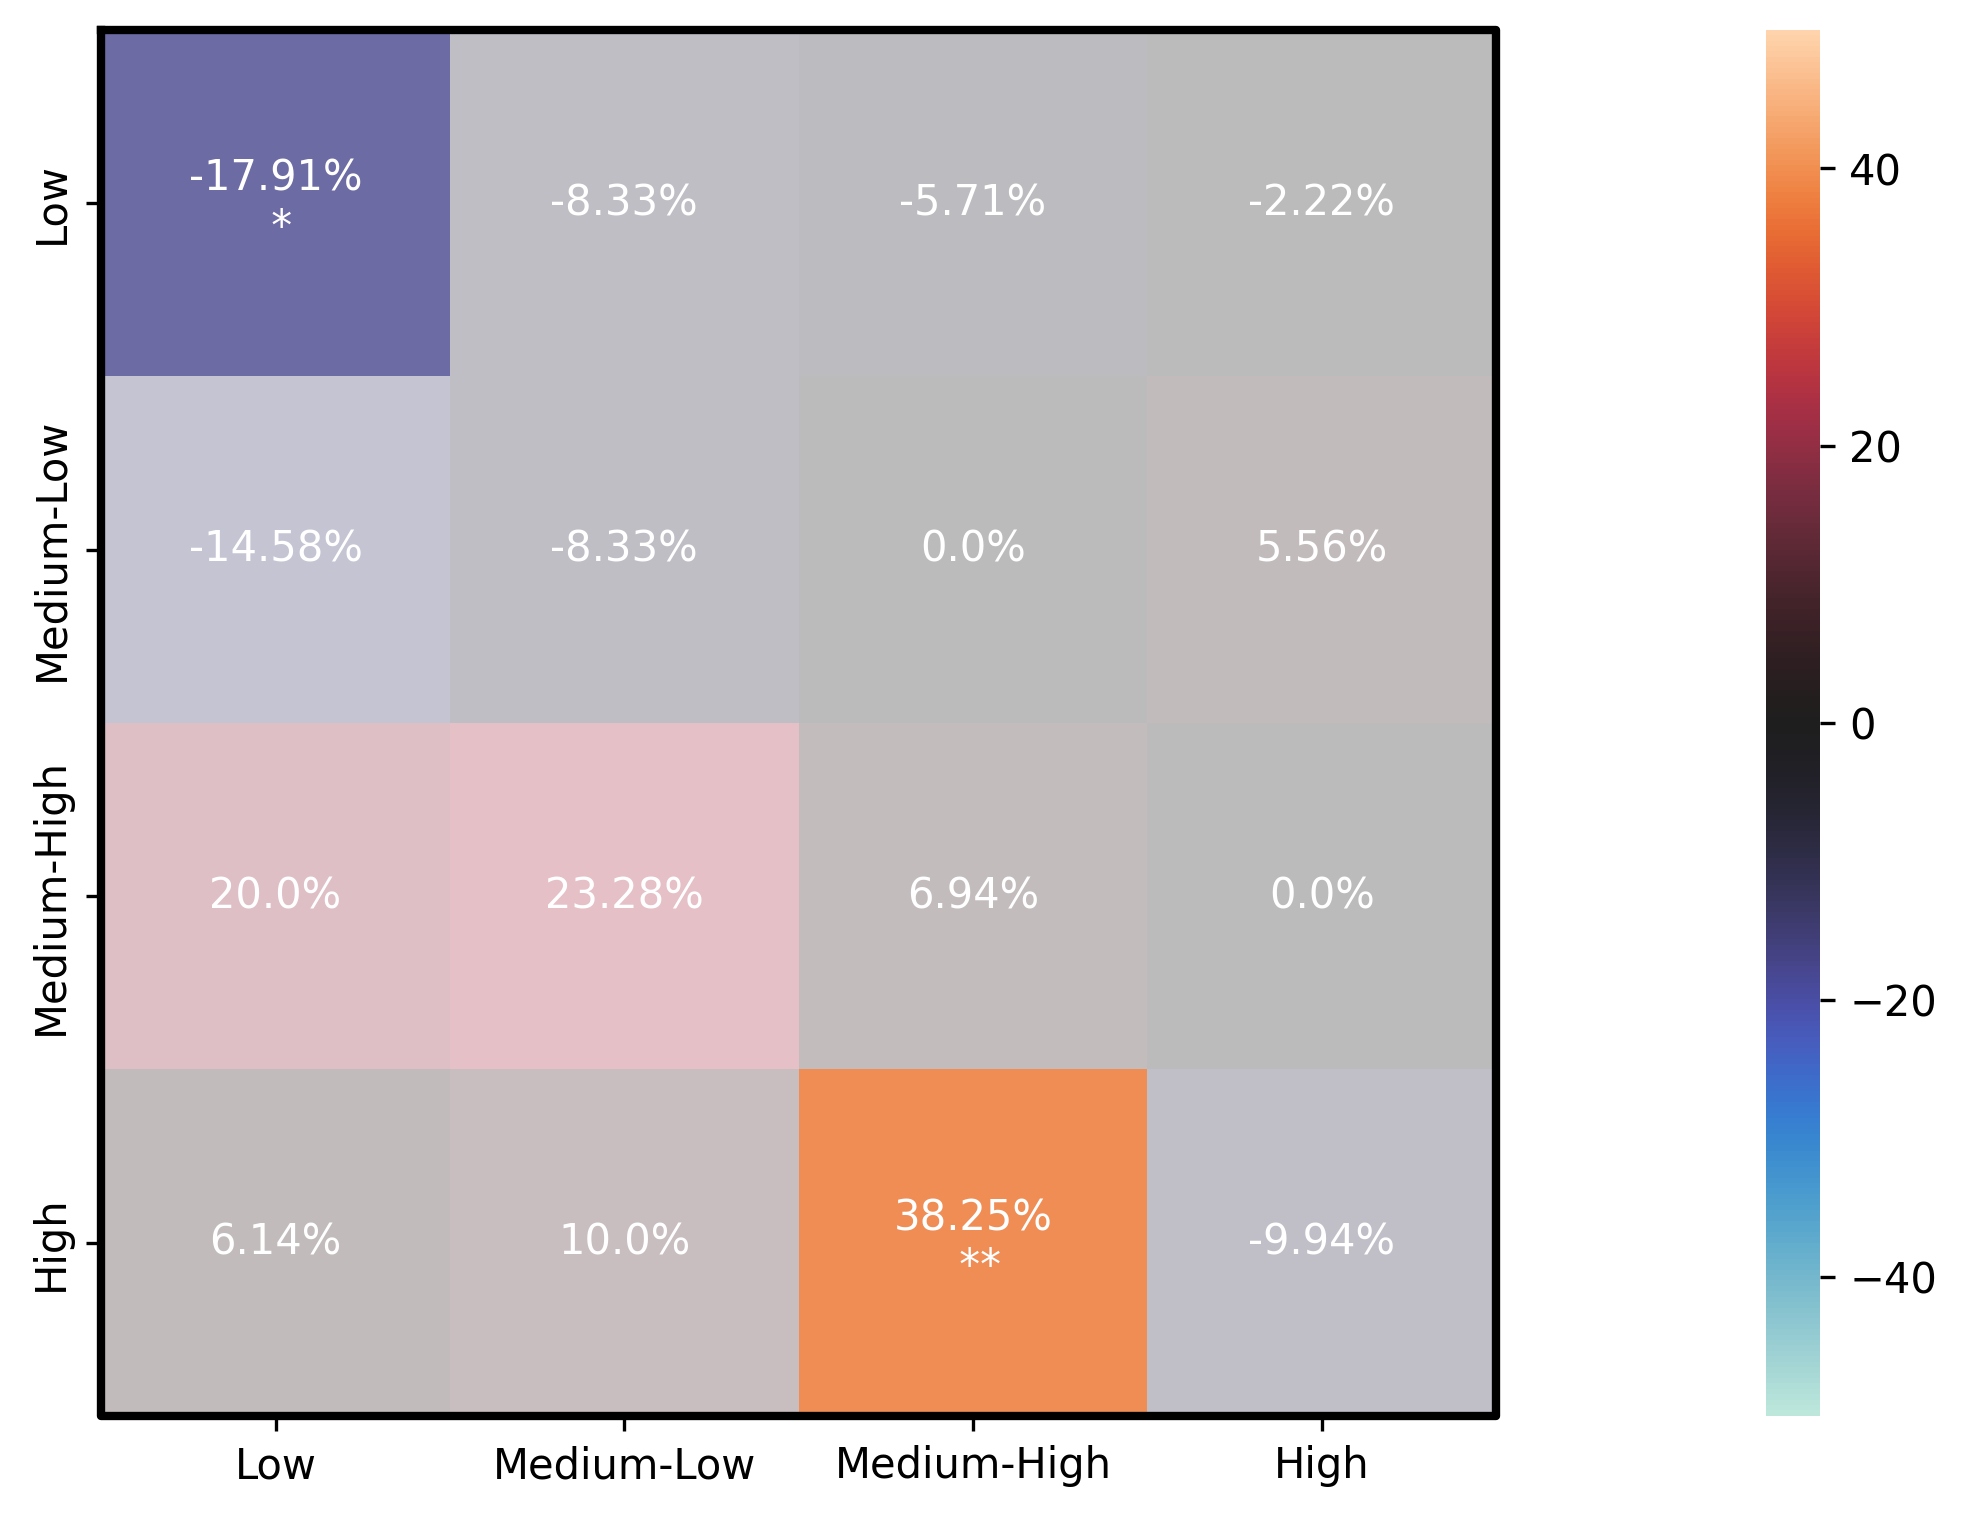 Low
-17.91%
*
-8.33%
-5.71%
-2.22%
Medium-Low
-14.58%
-8.33%
0.0%
5.56%
Medium-High
20.0%
23.28%
6.94%
0.0%
High
6.14%
10.0%
38.25%
**
-9.94%
Low
Medium-Low
Medium-High
High
40
20
0
−20
−40